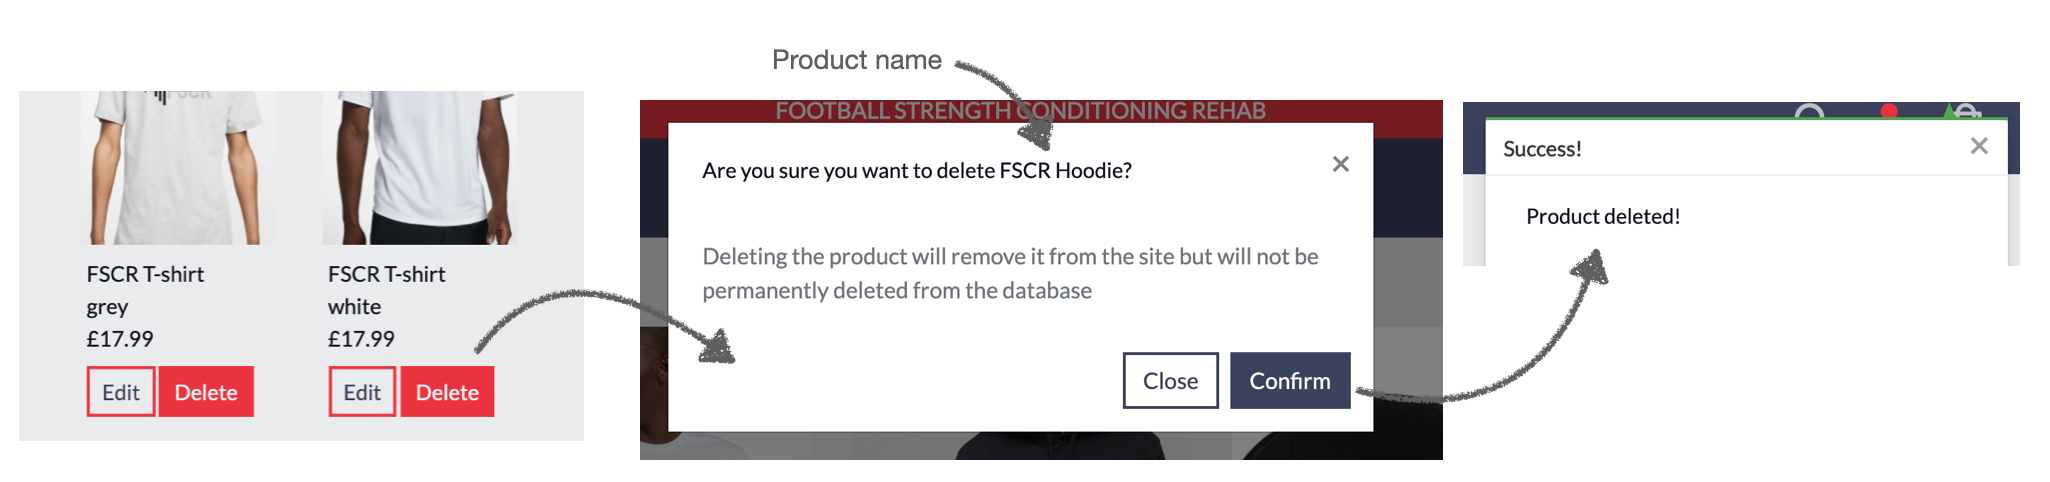 Product name
FSCR
FSCR T-shirt
grey
£17.99
Edit
Delete
FSCR T-shirt
white
£17.99
Edit
Delete
FOOTBALL STRENGTH CONDITIONING REHAB
Are you sure you want to delete FSCR Hoodie?
×
Deleting the product will remove it from the site but will not be
permanently deleted from the database
Close
Confirm
Success!
×
Product deleted!